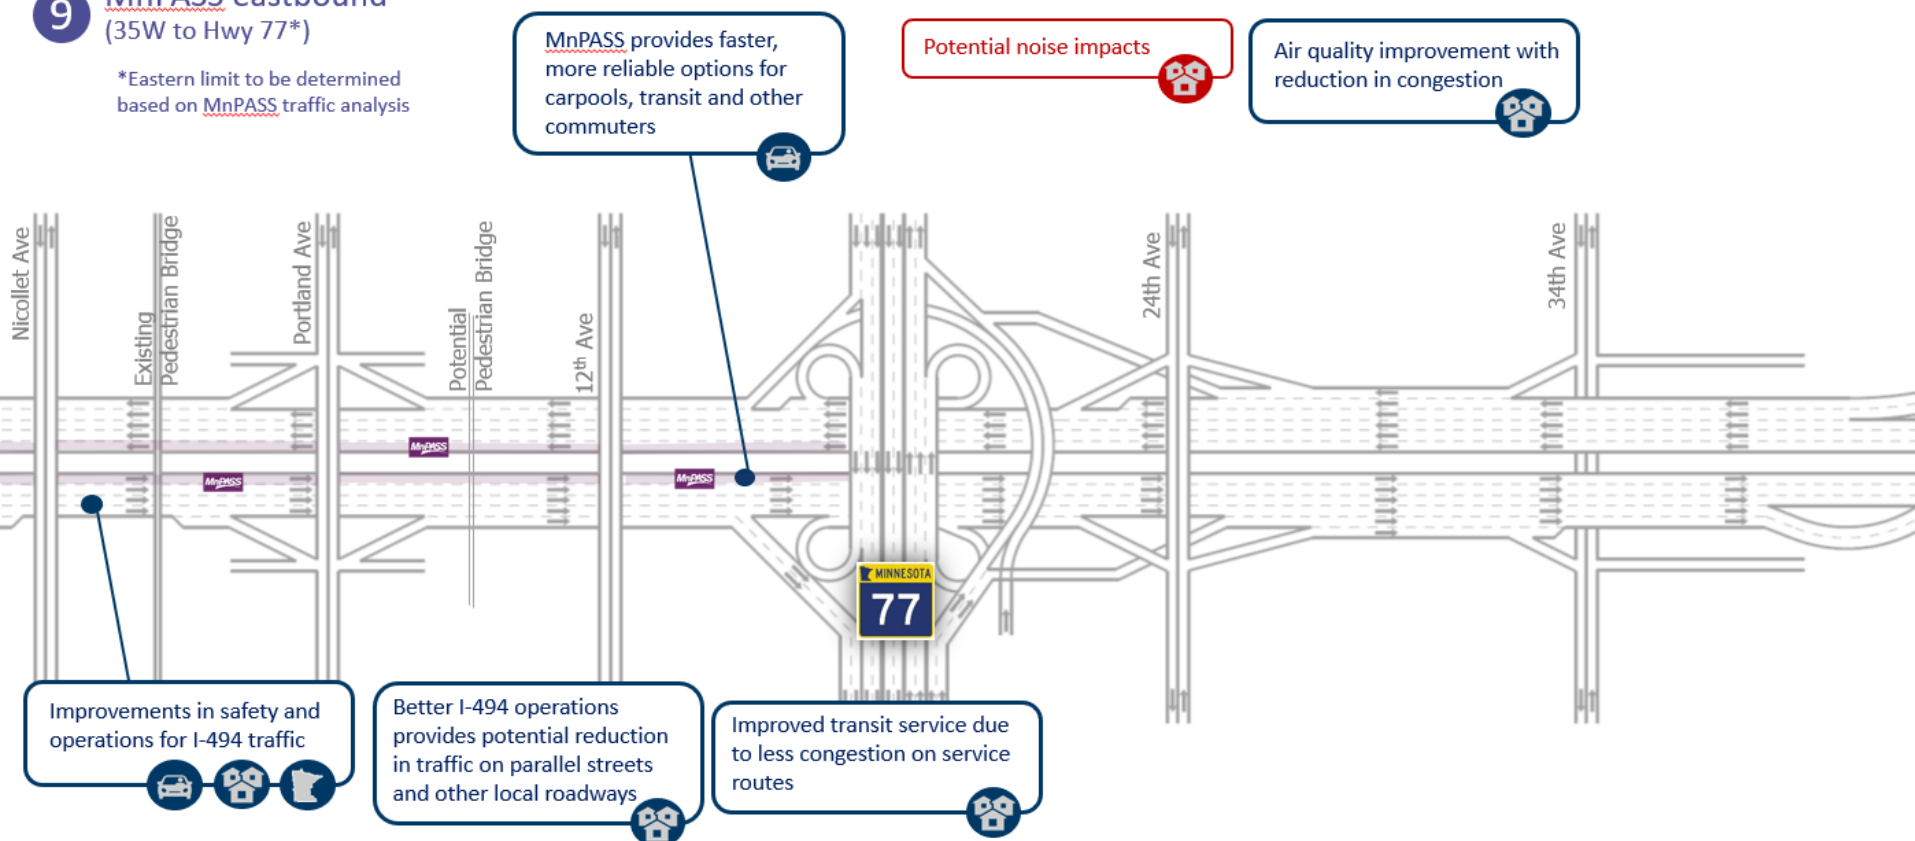 9
MnPASS eastbound
(35W to Hwy 77*)
*Eastern limit to be determined
based on MnPASS traffic analysis
MnPASS provides faster,
more reliable options for
carpools, transit and other
commuters
Potential noise impacts
Air quality improvement with
reduction in congestion
Nicollet Ave
Existing
Pedestrian Bridge
Portland Ave
Potential
Pedestrian Bridge
12th Ave
24th Ave
34th Ave
MnPASS
MnPASS
MnPASS
MINNESOTA
77
Improvements in safety and
operations for I-494 traffic
Better I-494 operations
provides potential reduction
in traffic on parallel streets
and other local roadways
Improved transit service due
to less congestion on service
routes